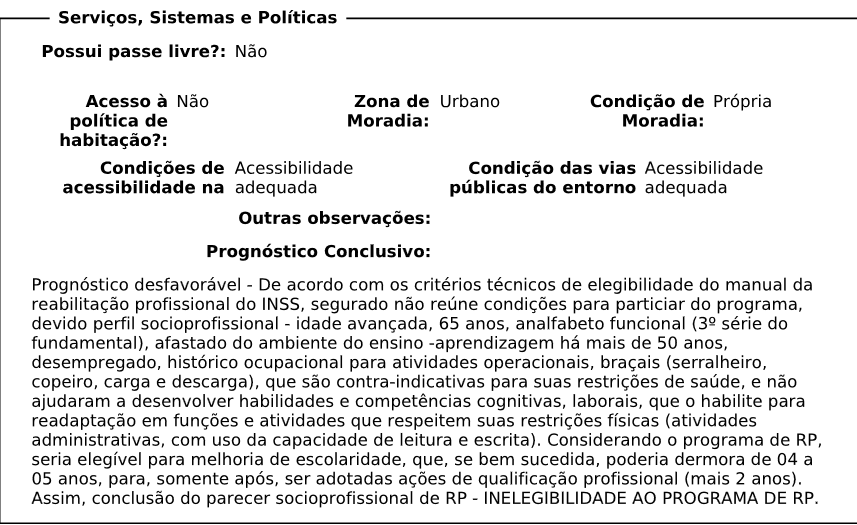 Serviços, Sistemas e Políticas
Possui passe livre?: Não
Acesso à política de habitação?: Não
Zona de Moradia: Urbano
Condição de Moradia: Própria
Condições de acessibilidade na Acessibilidade adequada
Condição das vias públicas do entorno Acessibilidade adequada
Outras observações:
Prognóstico Conclusivo:
Prognóstico desfavorável - De acordo com os critérios técnicos de elegibilidade do manual da
reabilitação profissional do INSS, segurado não reúne condições para particiar do programa,
devido perfil socioprofissional - idade avançada, 65 anos, analfabeto funcional (3º série do
fundamental), afastado do ambiente do ensino -aprendizagem há mais de 50 anos,
desempregado, histórico ocupacional para atividades operacionais, braçais (serralheiro,
copeiro, carga e descarga), que são contra-indicativas para suas restrições de saúde, e não
ajudaram a desenvolver habilidades e competências cognitivas, laborais, que o habilite para
readaptação em funções e atividades que respeitem suas restrições físicas (atividades
administrativas, com uso da capacidade de leitura e escrita). Considerando o programa de RP,
seria elegível para melhoria de escolaridade, que, se bem sucedida, poderia dermora de 04 a
05 anos, para, somente após, ser adotadas ações de qualificação profissional (mais 2 anos).
Assim, conclusão do parecer socioprofissional de RP - INELEGIBILIDADE AO PROGRAMA DE RP.